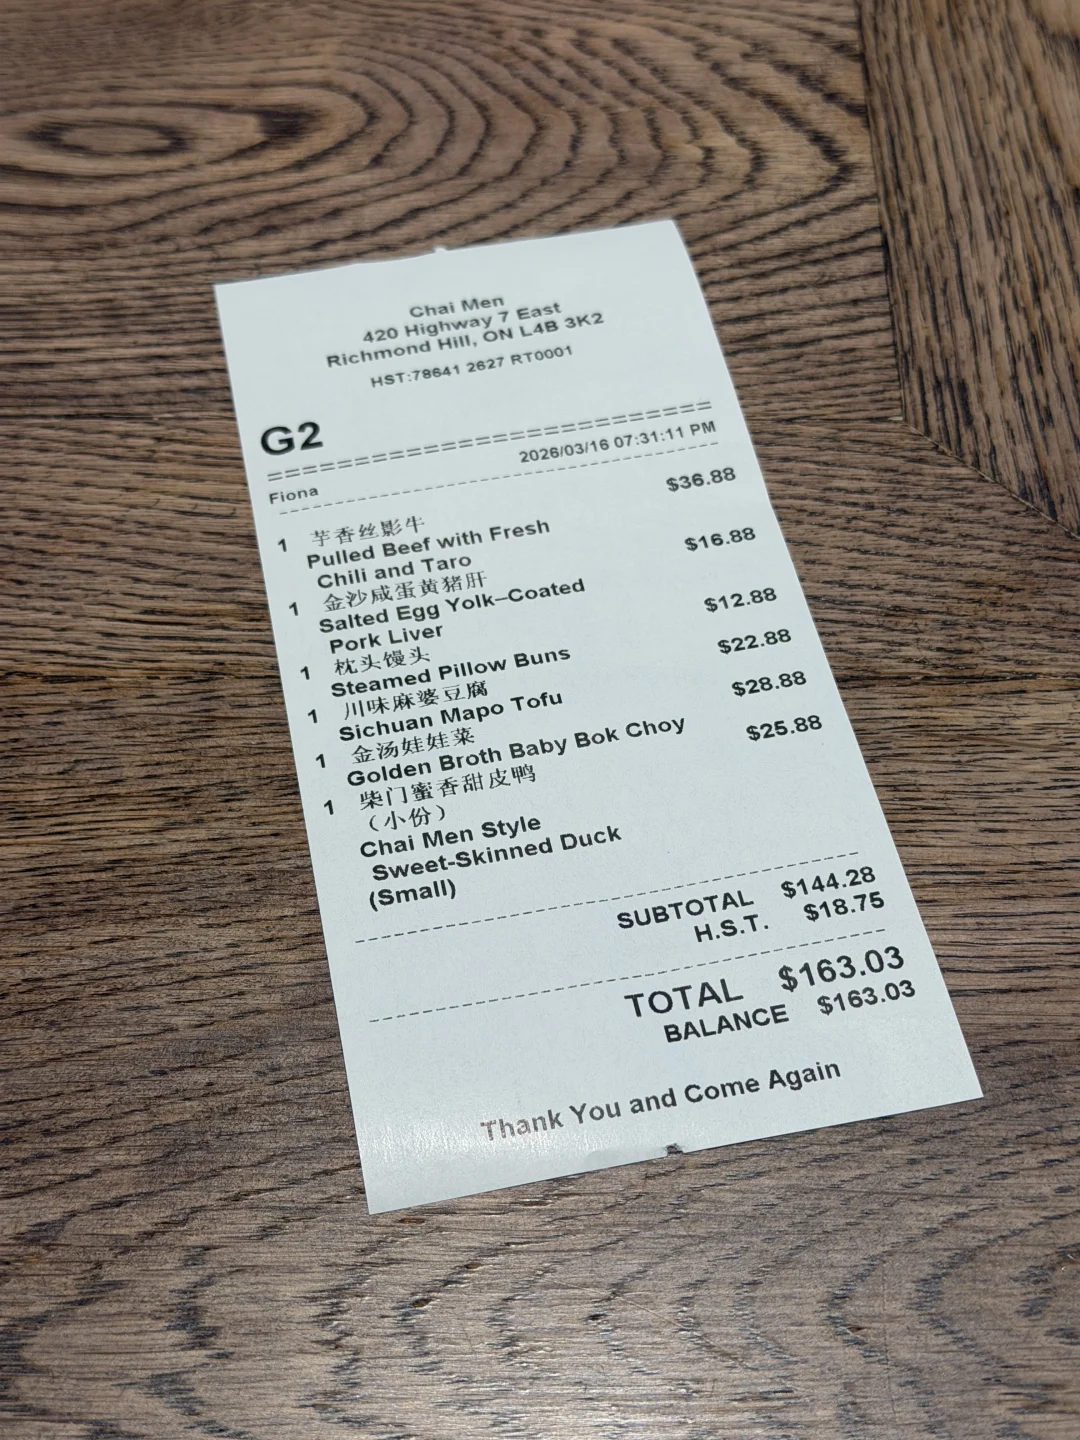 Chai Men
420 Highway 7 East
Richmond Hill, ON L4B 3K2
HST:78641 2627 RT0001
G2
===============================
2026/03/16 07:31:11 PM
Fiona
1 芋香丝影牛 $36.88
Pulled Beef with Fresh
Chili and Taro
1 金沙咸蛋黄猪肝 $16.88
Salted Egg Yolk–Coated
Pork Liver
1 枕头馒头 $12.88
Steamed Pillow Buns
1 川味麻婆豆腐 $22.88
Sichuan Mapo Tofu
1 金汤娃娃菜 $28.88
Golden Broth Baby Bok Choy
1 柴门蜜香甜皮鸭 $25.88
（小份）
Chai Men Style
Sweet-Skinned Duck
(Small)
SUBTOTAL $144.28
H.S.T. $18.75
TOTAL $163.03
BALANCE $163.03
Thank You and Come Again